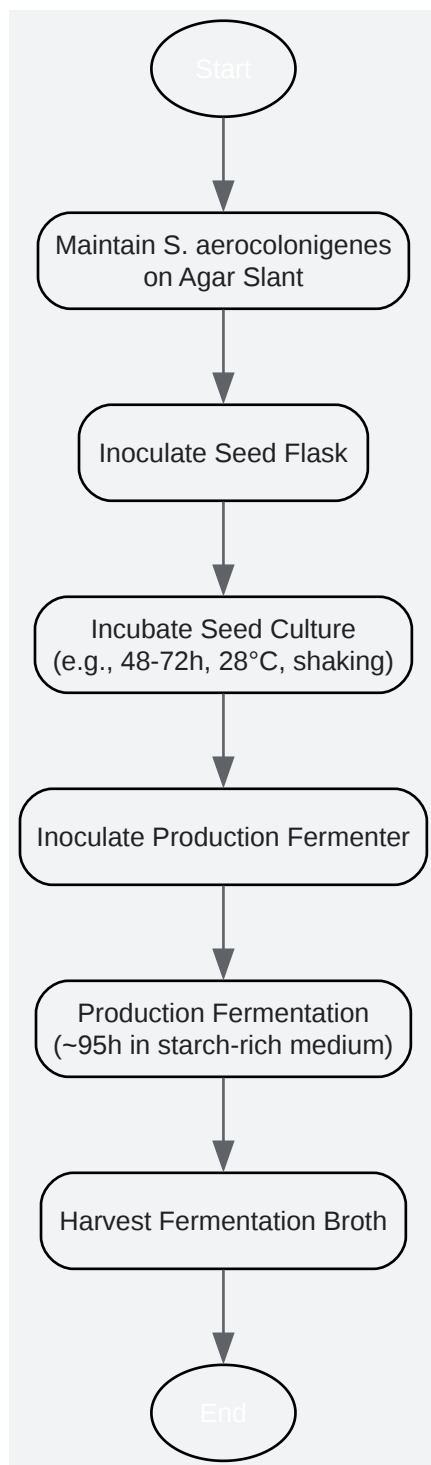 Start
Maintain S. aerocolonigenes
on Agar Slant
Inoculate Seed Flask
Incubate Seed Culture
(e.g., 48-72h, 28°C, shaking)
Inoculate Production Fermenter
Production Fermentation
(~95h in starch-rich medium)
Harvest Fermentation Broth
End